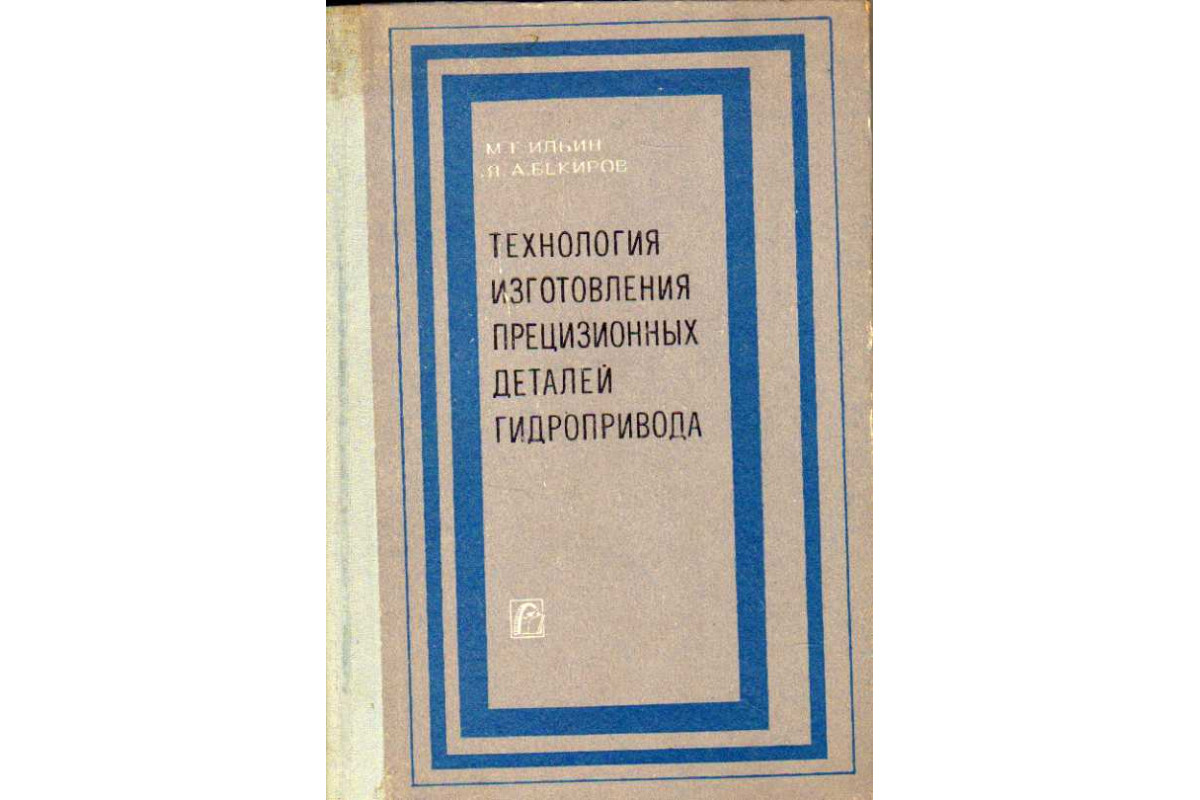 М.Г.ИЛЬИН
Я.А.БЕКИРОВ
ТЕХНОЛОГИЯ
ИЗГОТОВЛЕНИЯ
ПРЕЦИЗИОННЫХ
ДЕТАЛЕЙ
ГИДРОПРИВОДА